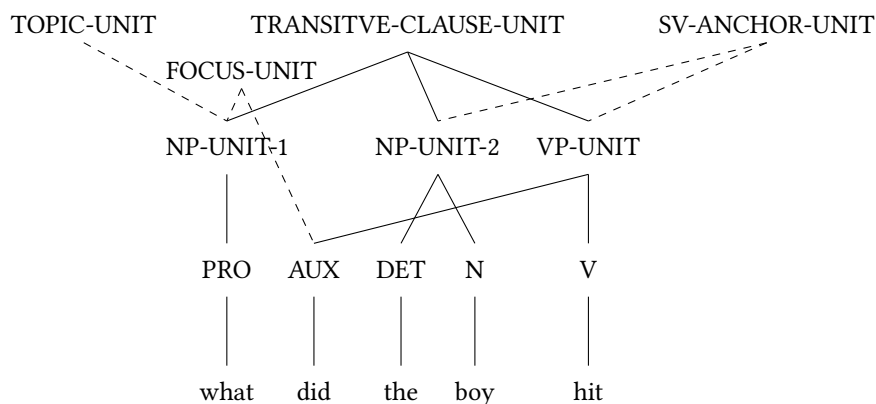 TOPIC-UNIT TRANSITVE-CLAUSE-UNIT SV-ANCHOR-UNIT
FOCUS-UNIT
NP-UNIT-1 NP-UNIT-2 VP-UNIT
PRO AUX DET N V
what did the boy hit